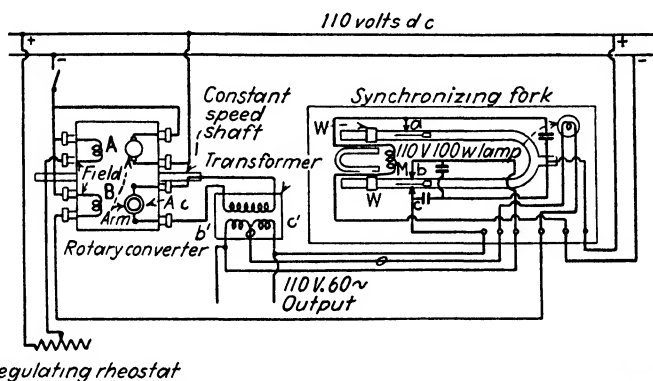 110 volts d c
+
-
+
-
Constant
speed
shaft
Synchronizing fork
W
a
110 V 100 w lamp
M
b
c
W
Transformer
A
Field
B
Arm
A c
b'
c'
Rotary converter
110 V. 60~
Output
egulating rheostat